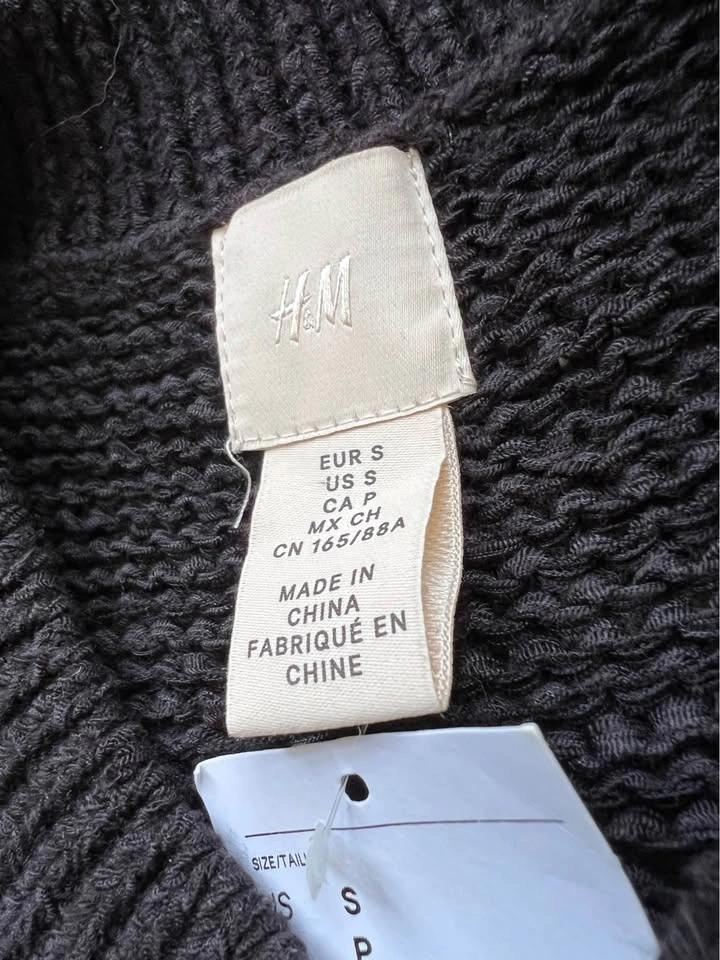 H&M
EUR S
US S
CA P
MX CH
CN 165/88A
MADE IN
CHINA
FABRIQUÉ EN
CHINE
S
P